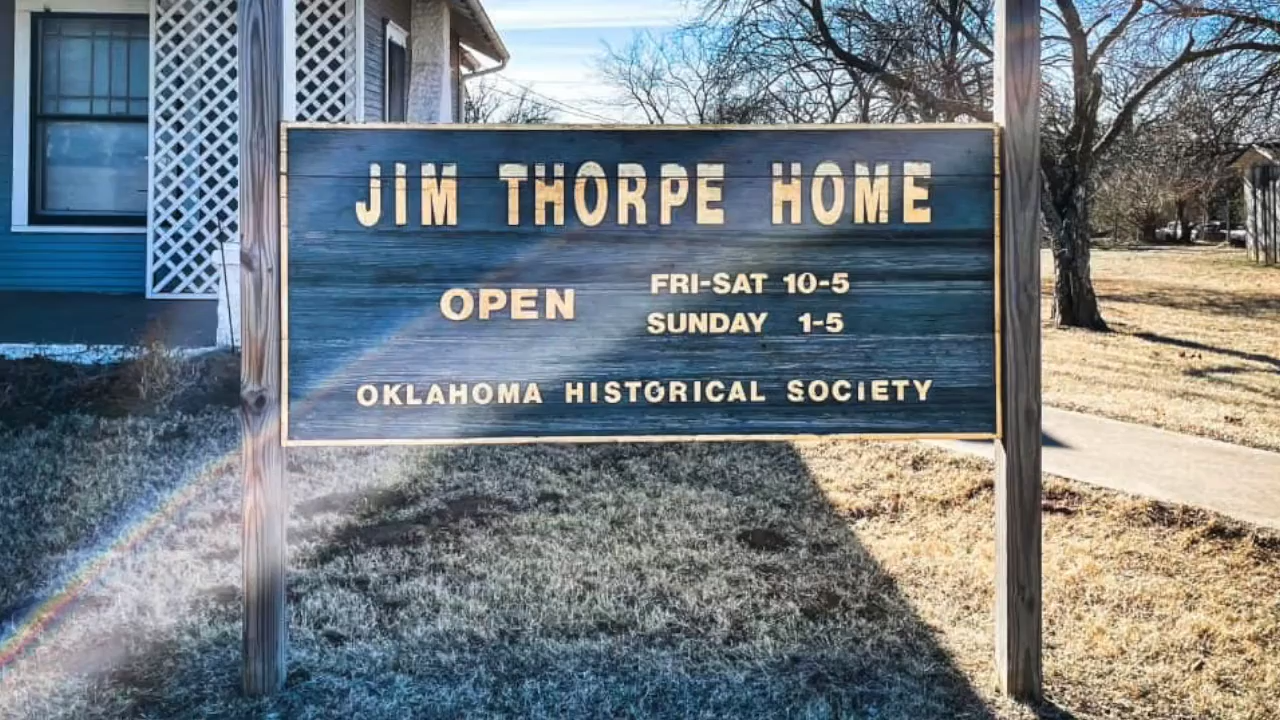 JIM THORPE HOME
OPEN
FRI-SAT 10-5
SUNDAY 1-5
OKLAHOMA HISTORICAL SOCIETY